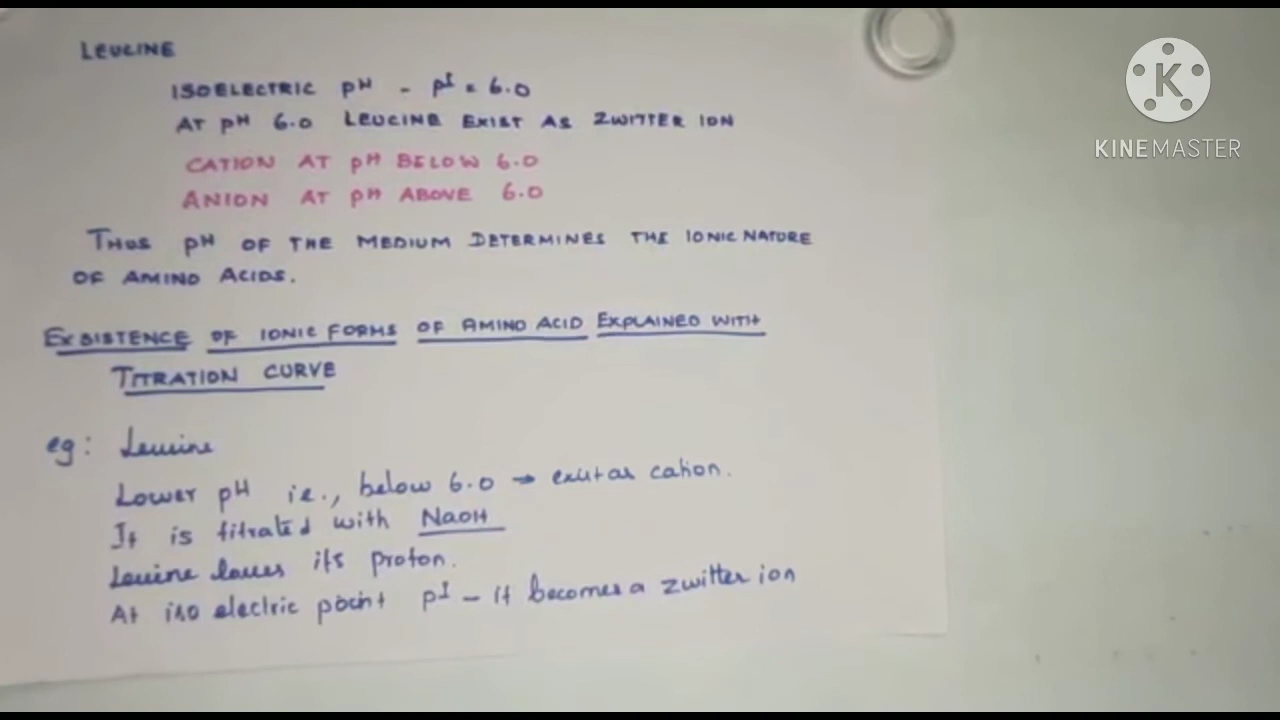 LEUCINE
ISOELECTRIC pH - pI = 6.0
AT pH 6.0 LEUCINE EXIST AS ZWITTER ION
CATION AT pH BELOW 6.0
ANION AT pH ABOVE 6.0
THUS pH OF THE MEDIUM DETERMINES THE IONIC NATURE
OF AMINO ACIDS.
EXSISTENCE OF IONIC FORMS OF AMINO ACID EXPLAINED WITH
TITRATION CURVE
eg: Leucine
Lower pH ie., below 6.0 → exist as cation.
It is titrated with NaOH
Leucine loses its proton.
At iso electric point pI - it becomes a zwitter ion
K
KINEMASTER